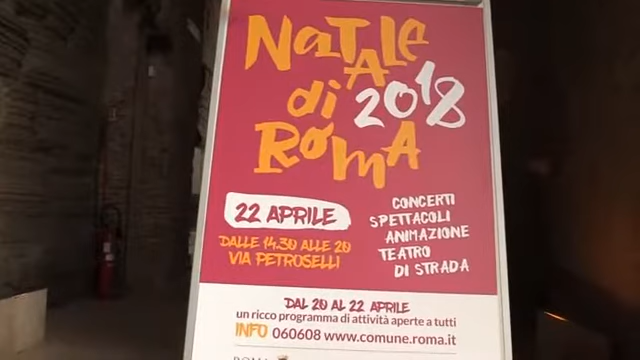 NATALE
di 2018
ROMA
22 APRILE
DALLE 14.30 ALLE 20
VIA PETROSELLI
CONCERTI
SPETTACOLI
ANIMAZIONE
TEATRO
DI STRADA
DAL 20 AL 22 APRILE
un ricco programma di attività aperte a tutti
INFO 060608 www.comune.roma.it